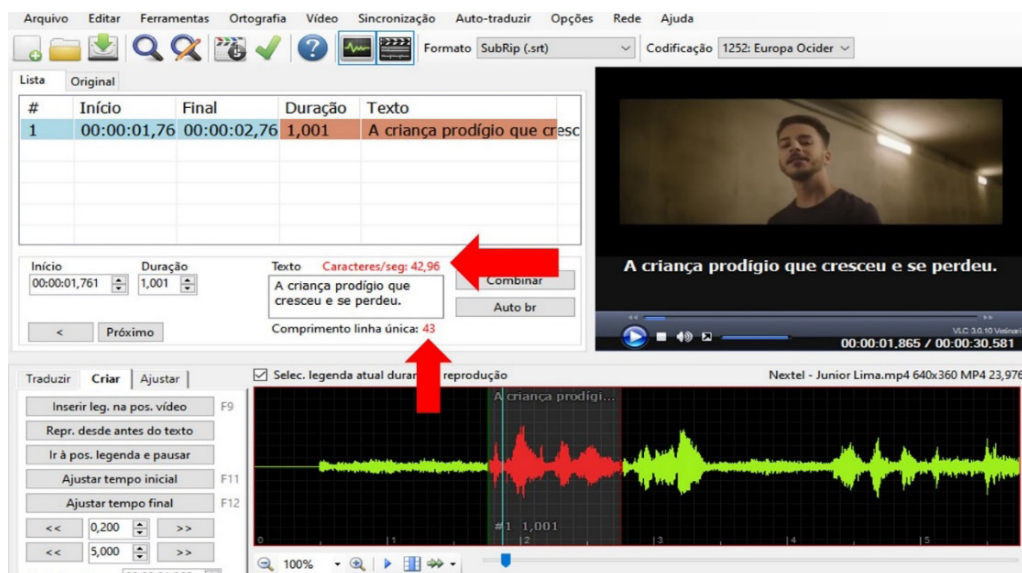 Arquivo Editar Ferramentas Ortografia Vídeo Sincronização Auto-traduzir Opções Rede Ajuda
Formato SubRip (.srt) Codificação 1252: Europa Ocider
Lista Original
# Início Final Duração Texto
1 00:00:01,76 00:00:02,76 1,001 A criança prodígio que cresc
A criança prodígio que cresceu e se perdeu.
Início Duração Texto Caracteres/seg: 42,96
00:00:01,761 1,001
A criança prodígio que
cresceu e se perdeu.
Combinar
Auto br
< Próximo
Comprimento linha única: 43
VLC 3.0.10 Vetinari
00:00:01,865 / 00:00:30,581
Traduzir Criar Ajustar
Selec. legenda atual duran reprodução
Nextel - Junior Lima.mp4 640x360 MP4 23,976
Inserir leg. na pos. vídeo F9
Repr. desde antes do texto
Ir à pos. legenda e pausar
Ajustar tempo inicial F11
Ajustar tempo final F12
<< 0,200 >>
<< 5,000 >>
A criança prodígi...
#1 1,001
0 1 2 3 4 5
100%